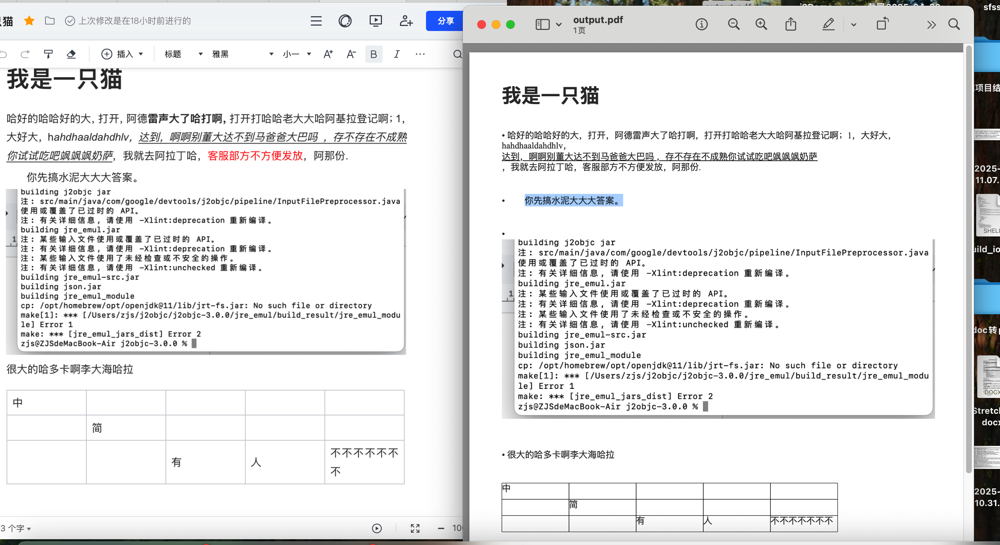 只猫
上次修改是在18小时前进行的
分享
插入
标题
雅黑
小一
A+
A-
B
I
我是一只猫
哈好的哈哈好的大, 打开, 阿德雷声大了哈打啊, 打开打哈哈老大大哈阿基拉登记啊；1,
大好大，hahdhaaldahdhlv，达到，啊啊别董大达不到马爸爸大巴吗 ，存不存在不成熟
你试试吃吧飒飒飒奶萨，我就去阿拉丁哈，客服部方不方便发放，阿那份.
你先搞水泥大大大答案。
building j2objc jar
注: src/main/java/com/google/devtools/j2objc/pipeline/InputFilePreprocessor.java
使用或覆盖了已过时的 API。
注: 有关详细信息, 请使用 -Xlint:deprecation 重新编译。
building jre_emul.jar
1
注: 某些输入文件使用或覆盖了已过时的 API。
注: 有关详细信息, 请使用 -Xlint:deprecation 重新编译。
注: 某些输入文件使用了未经检查或不安全的操作。
注: 有关详细信息, 请使用 -Xlint:unchecked 重新编译。
building jre_emul-src.jar
building json.jar
building jre_emul_module
cp: /opt/homebrew/opt/openjdk@11/lib/jrt-fs.jar: No such file or directory
make[1]: *** [/Users/zjs/j2objc/j2objc-3.0.0/jre_emul/build_result/jre_emul_modu
le] Error 1
make: *** [jre_emul_jars_dist] Error 2
zjs@ZJSdeMacBook-Air j2objc-3.0.0 %
很大的哈多卡啊李大海哈拉
中
简
有
人
不不不不不不
不
3 个字
10
output.pdf
1页
我是一只猫
• 哈好的哈哈好的大，打开，阿德雷声大了哈打啊，打开打哈哈老大大哈阿基拉登记啊；1，大好大，
hahdhaaldahdhlv，
达到，啊啊别董大达不到马爸爸大巴吗 ，存不存在不成熟你试试吃吧飒飒飒奶萨
，我就去阿拉丁哈，客服部方不方便发放，阿那份.
• 你先搞水泥大大大答案。
•
building j2objc jar
注: src/main/java/com/google/devtools/j2objc/pipeline/InputFilePreprocessor.java
使用或覆盖了已过时的 API。
注: 有关详细信息, 请使用 -Xlint:deprecation 重新编译。
building jre_emul.jar
1
注: 某些输入文件使用或覆盖了已过时的 API。
注: 有关详细信息, 请使用 -Xlint:deprecation 重新编译。
注: 某些输入文件使用了未经检查或不安全的操作。
注: 有关详细信息, 请使用 -Xlint:unchecked 重新编译。
building jre_emul-src.jar
building json.jar
building jre_emul_module
cp: /opt/homebrew/opt/openjdk@11/lib/jrt-fs.jar: No such file or directory
make[1]: *** [/Users/zjs/j2objc/j2objc-3.0.0/jre_emul/build_result/jre_emul_modu
le] Error 1
make: *** [jre_emul_jars_dist] Error 2
zjs@ZJSdeMacBook-Air j2objc-3.0.0 %
• 很大的哈多卡啊李大海哈拉
中
简
有
人
不不不不不不不
sfss
项目结
2025-
11.07.
SHELL
uild_io
doc转
DOCX
Stretch
docx
2025-
10.31.